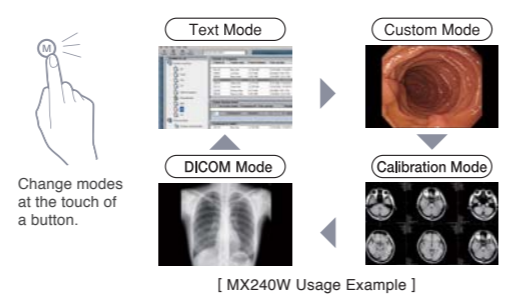 M
Text Mode
Custom Mode
DICOM Mode
Calibration Mode
Change modes
at the touch of
a button.
[ MX240W Usage Example ]